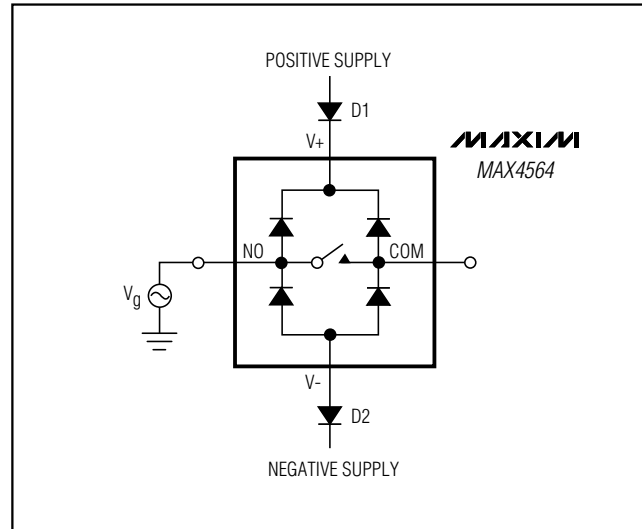 POSITIVE SUPPLY
D1
V+
MAXIM
MAX4564
NO
COM
Vg
V-
D2
NEGATIVE SUPPLY